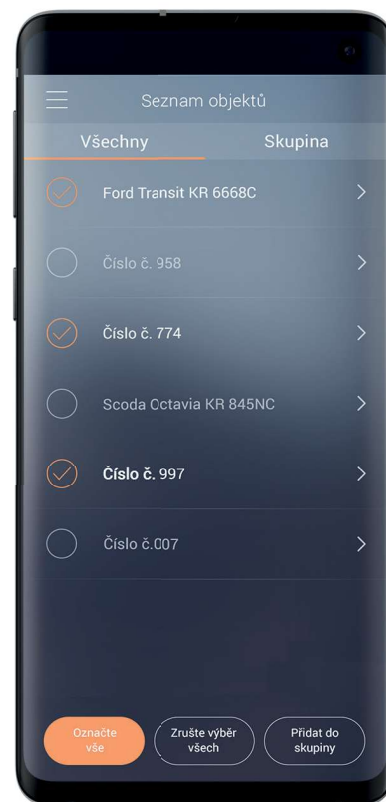 Seznam objektů
Všechny Skupina
Ford Transit KR 6668C
Číslo č. 958
Číslo č. 774
Scoda Octavia KR 845NC
Číslo č. 997
Číslo č.007
Označte
vše
Zrušte výběr
všech
Přidat do
skupiny